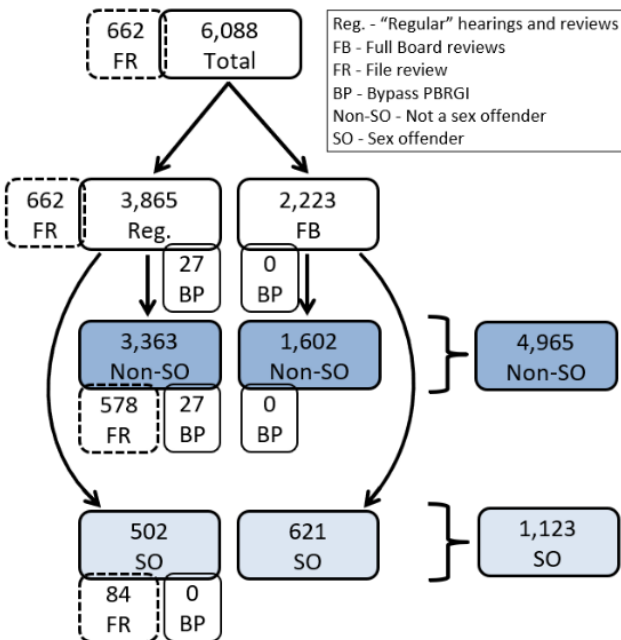 662
FR
6,088
Total
Reg. - “Regular” hearings and reviews
FB - Full Board reviews
FR - File review
BP - Bypass PBRGI
Non-SO - Not a sex offender
SO - Sex offender
662
FR
3,865
Reg.
2,223
FB
27
BP
0
BP
3,363
Non-SO
1,602
Non-SO
4,965
Non-SO
578
FR
27
BP
0
BP
502
SO
621
SO
1,123
SO
84
FR
0
BP